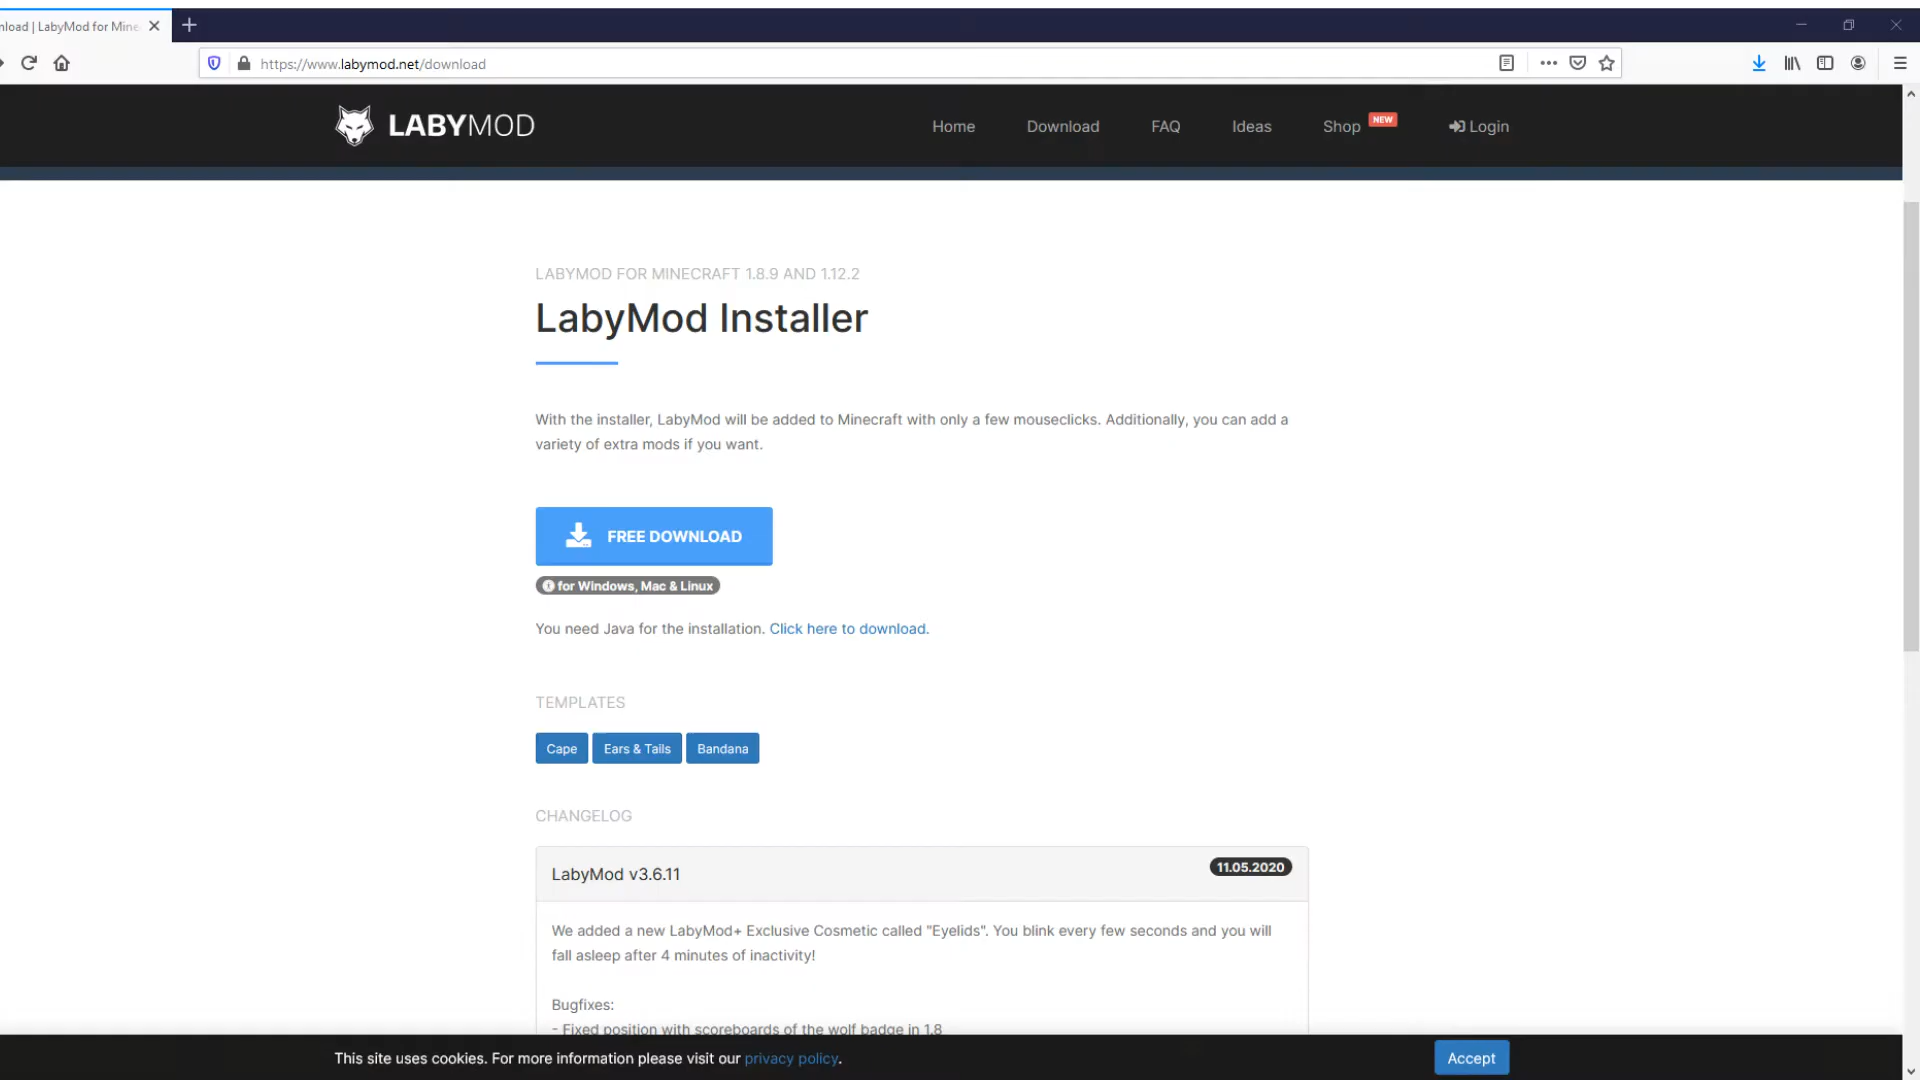 nload | LabyMod for Mine
https://www.labymod.net/download
LABYMOD
Home
Download
FAQ
Ideas
Shop
NEW
Login
LABYMOD FOR MINECRAFT 1.8.9 AND 1.12.2
LabyMod Installer
With the installer, LabyMod will be added to Minecraft with only a few mouseclicks. Additionally, you can add a
variety of extra mods if you want.
FREE DOWNLOAD
for Windows, Mac & Linux
You need Java for the installation. Click here to download.
TEMPLATES
Cape
Ears & Tails
Bandana
CHANGELOG
LabyMod v3.6.11
11.05.2020
We added a new LabyMod+ Exclusive Cosmetic called "Eyelids". You blink every few seconds and you will
fall asleep after 4 minutes of inactivity!
Bugfixes:
- Fixed position with scoreboards of the wolf badge in 1.8
This site uses cookies. For more information please visit our privacy policy.
Accept